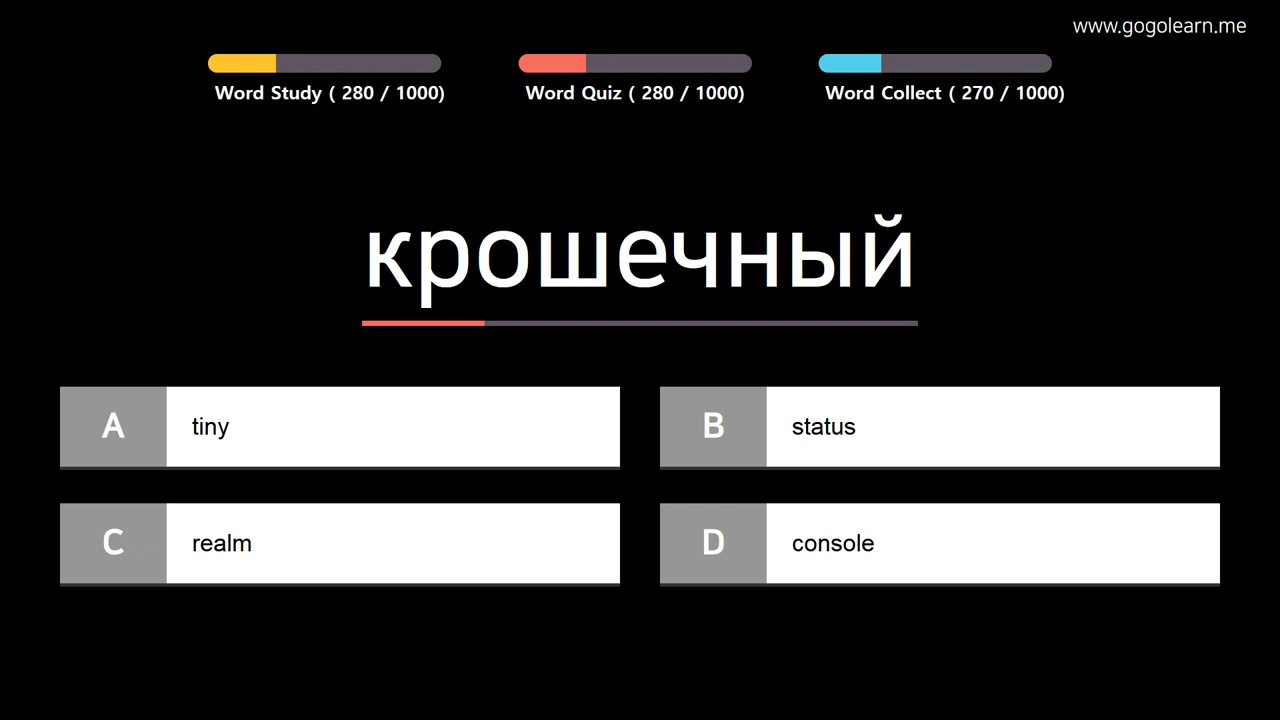 www.gogolearn.me
Word Study ( 280 / 1000)
Word Quiz ( 280 / 1000)
Word Collect ( 270 / 1000)
крошечный
A tiny
B status
C realm
D console